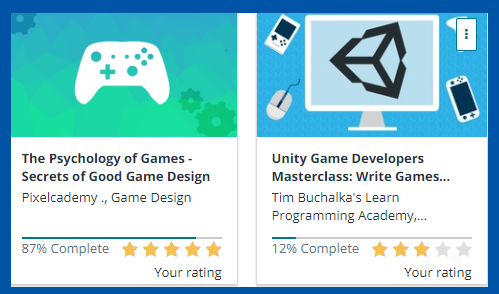 The Psychology of Games -
Secrets of Good Game Design
Pixelcademy ., Game Design
87% Complete
Your rating
Unity Game Developers
Masterclass: Write Games...
Tim Buchalka's Learn
Programming Academy,...
12% Complete
Your rating